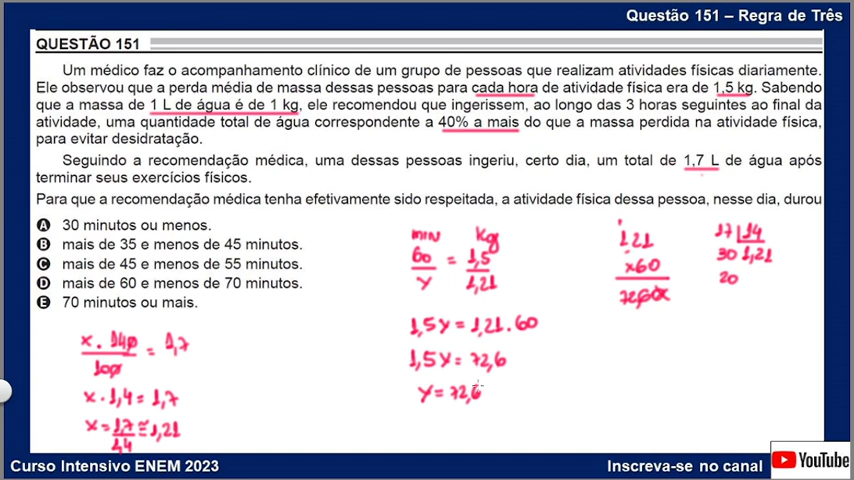 Questão 151 – Regra de Três
QUESTÃO 151
Um médico faz o acompanhamento clínico de um grupo de pessoas que realizam atividades físicas diariamente.
Ele observou que a perda média de massa dessas pessoas para cada hora de atividade física era de 1,5 kg. Sabendo
que a massa de 1 L de água é de 1 kg, ele recomendou que ingerissem, ao longo das 3 horas seguintes ao final da
atividade, uma quantidade total de água correspondente a 40% a mais do que a massa perdida na atividade física,
para evitar desidratação.
Seguindo a recomendação médica, uma dessas pessoas ingeriu, certo dia, um total de 1,7 L de água após
terminar seus exercícios físicos.
Para que a recomendação médica tenha efetivamente sido respeitada, a atividade física dessa pessoa, nesse dia, durou
A 30 minutos ou menos.
B mais de 35 e menos de 45 minutos.
C mais de 45 e menos de 55 minutos.
D mais de 60 e menos de 70 minutos.
E 70 minutos ou mais.
x . 140 / 100 = 1,7
x . 1,4 = 1,7
x = 1,7 / 1,4 ≅ 1,21
min Kg
60 / y = 1,5 / 1,21
1,5y = 1,21 . 60
1,5y = 72,6
y = 72,6
121
x60
7260
17 14
30 1,21
20
Curso Intensivo ENEM 2023
Inscreva-se no canal
YouTube